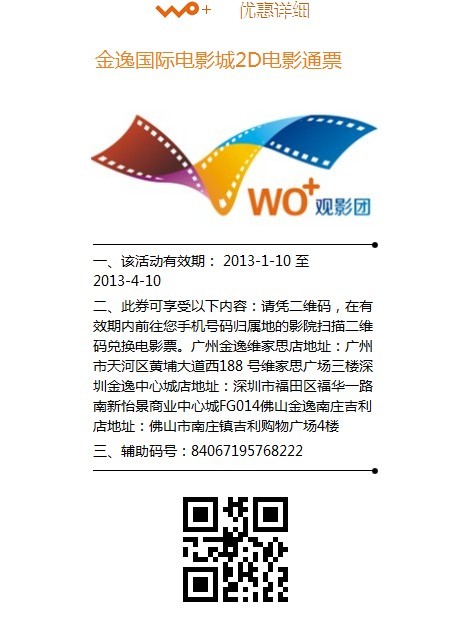 wo+ 优惠详细
金逸国际电影城2D电影通票
WO+观影团
一、该活动有效期： 2013-1-10 至
2013-4-10
二、此券可享受以下内容：请凭二维码，在有
效期内前往您手机号码归属地的影院扫描二维
码兑换电影票。广州金逸维家思店地址：广州
市天河区黄埔大道西188 号维家思广场三楼深
圳金逸中心城店地址：深圳市福田区福华一路
南新怡景商业中心城FG014佛山金逸南庄吉利
店地址：佛山市南庄镇吉利购物广场4楼
三、辅助码号：84067195768222